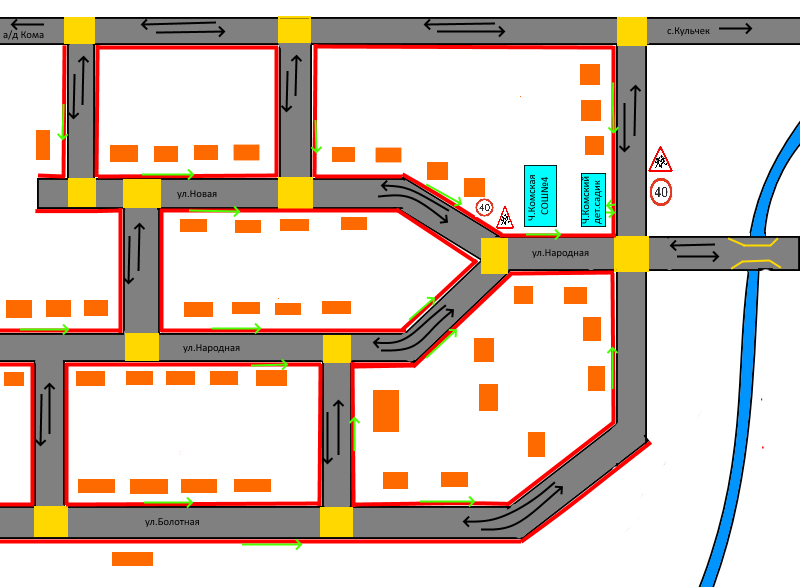 а/д Кома
с.Кульчек
ул.Новая
40
Ч.Комская
СОШ№4
Ч.Комский
дет.садик
40
ул.Народная
ул.Народная
ул.Болотная